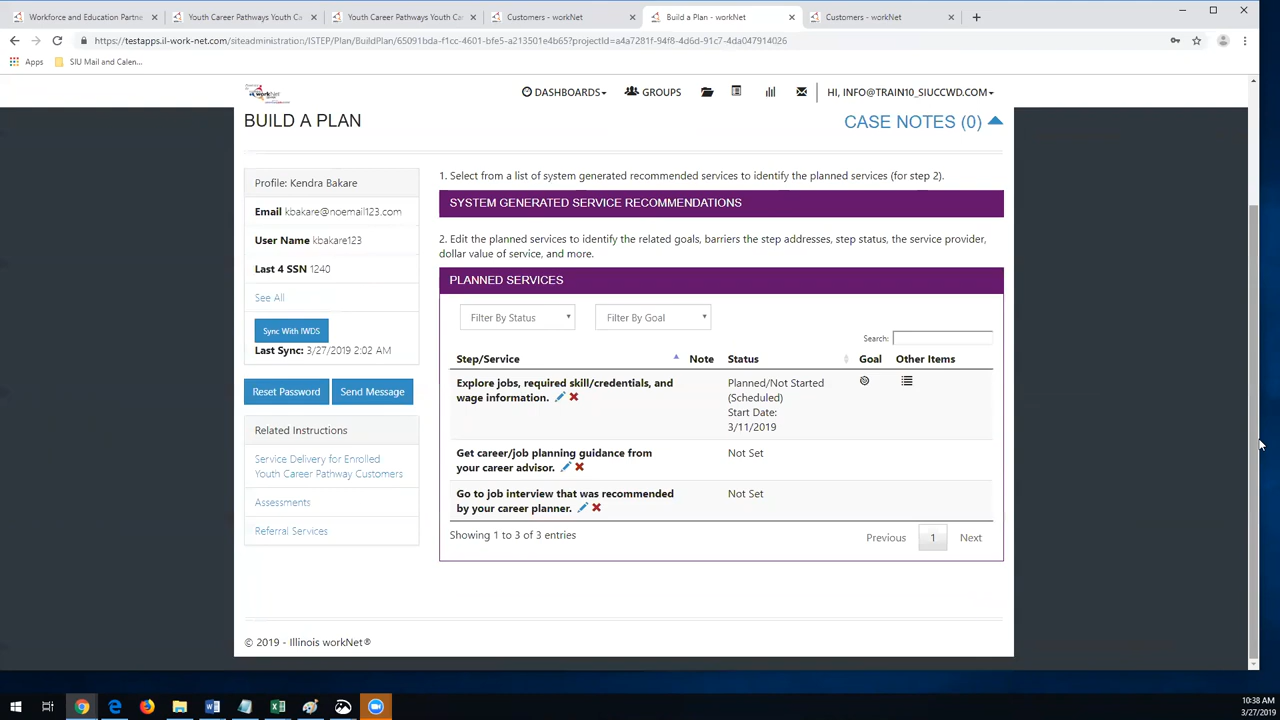 Workforce and Education Partne
Youth Career Pathways Youth Ca
Youth Career Pathways Youth Caf
Customers - workNet
Build a Plan - workNet
Customers - workNet
https://testapps.il-work-net.com/siteadministration/ISTEP/Plan/BuildPlan/65091bda-f1cc-4601-bfe5-a213501e4b65?projectId=a4a7281f-94f8-4d6d-91c7-4da047914026
Apps
SIU Mail and Calen...
workNet
DASHBOARDS
GROUPS
HI, INFO@TRAIN10_SIUCCWD.COM
BUILD A PLAN
CASE NOTES (0)
Profile: Kendra Bakare
Email kbakare@noemail123.com
User Name kbakare123
Last 4 SSN 1240
See All
Sync With IWDS
Last Sync: 3/27/2019 2:02 AM
Reset Password
Send Message
Related Instructions
Service Delivery for Enrolled
Youth Career Pathway Customers
Assessments
Referral Services
1. Select from a list of system generated recommended services to identify the planned services (for step 2).
SYSTEM GENERATED SERVICE RECOMMENDATIONS
2. Edit the planned services to identify the related goals, barriers the step addresses, step status, the service provider,
dollar value of service, and more.
PLANNED SERVICES
Filter By Status
Filter By Goal
Search:
Step/Service Note Status Goal Other Items
Explore jobs, required skill/credentials, and
wage information.
Planned/Not Started
(Scheduled)
Start Date:
3/11/2019
Get career/job planning guidance from
your career advisor.
Not Set
Go to job interview that was recommended
by your career planner.
Not Set
Showing 1 to 3 of 3 entries
Previous 1 Next
© 2019 - Illinois workNet®
10:38 AM
3/27/2019